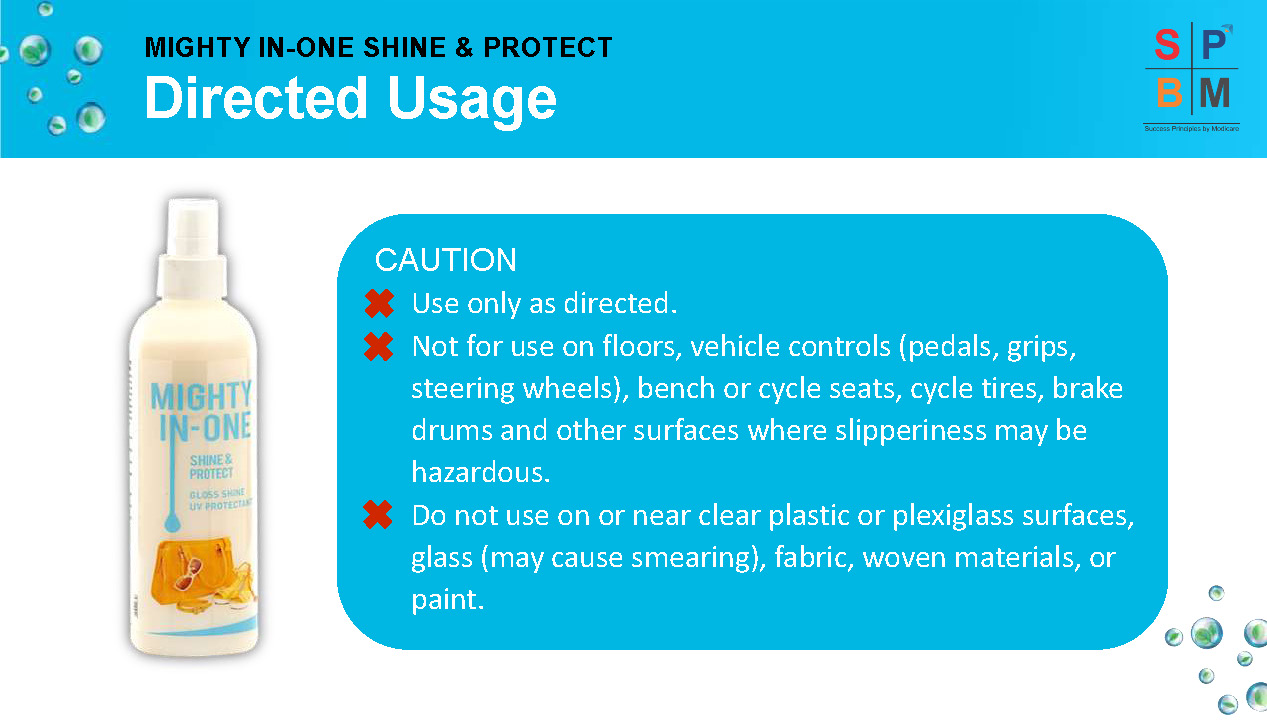 MIGHTY IN-ONE SHINE & PROTECT
Directed Usage
S P
B M
Success Principles by Modicare
CAUTION
✖ Use only as directed.
✖ Not for use on floors, vehicle controls (pedals, grips,
steering wheels), bench or cycle seats, cycle tires, brake
drums and other surfaces where slipperiness may be
hazardous.
✖ Do not use on or near clear plastic or plexiglass surfaces,
glass (may cause smearing), fabric, woven materials, or
paint.
MIGHTY
IN-ONE
SHINE &
PROTECT
GLOSS SHINE
UV PROTECTANT